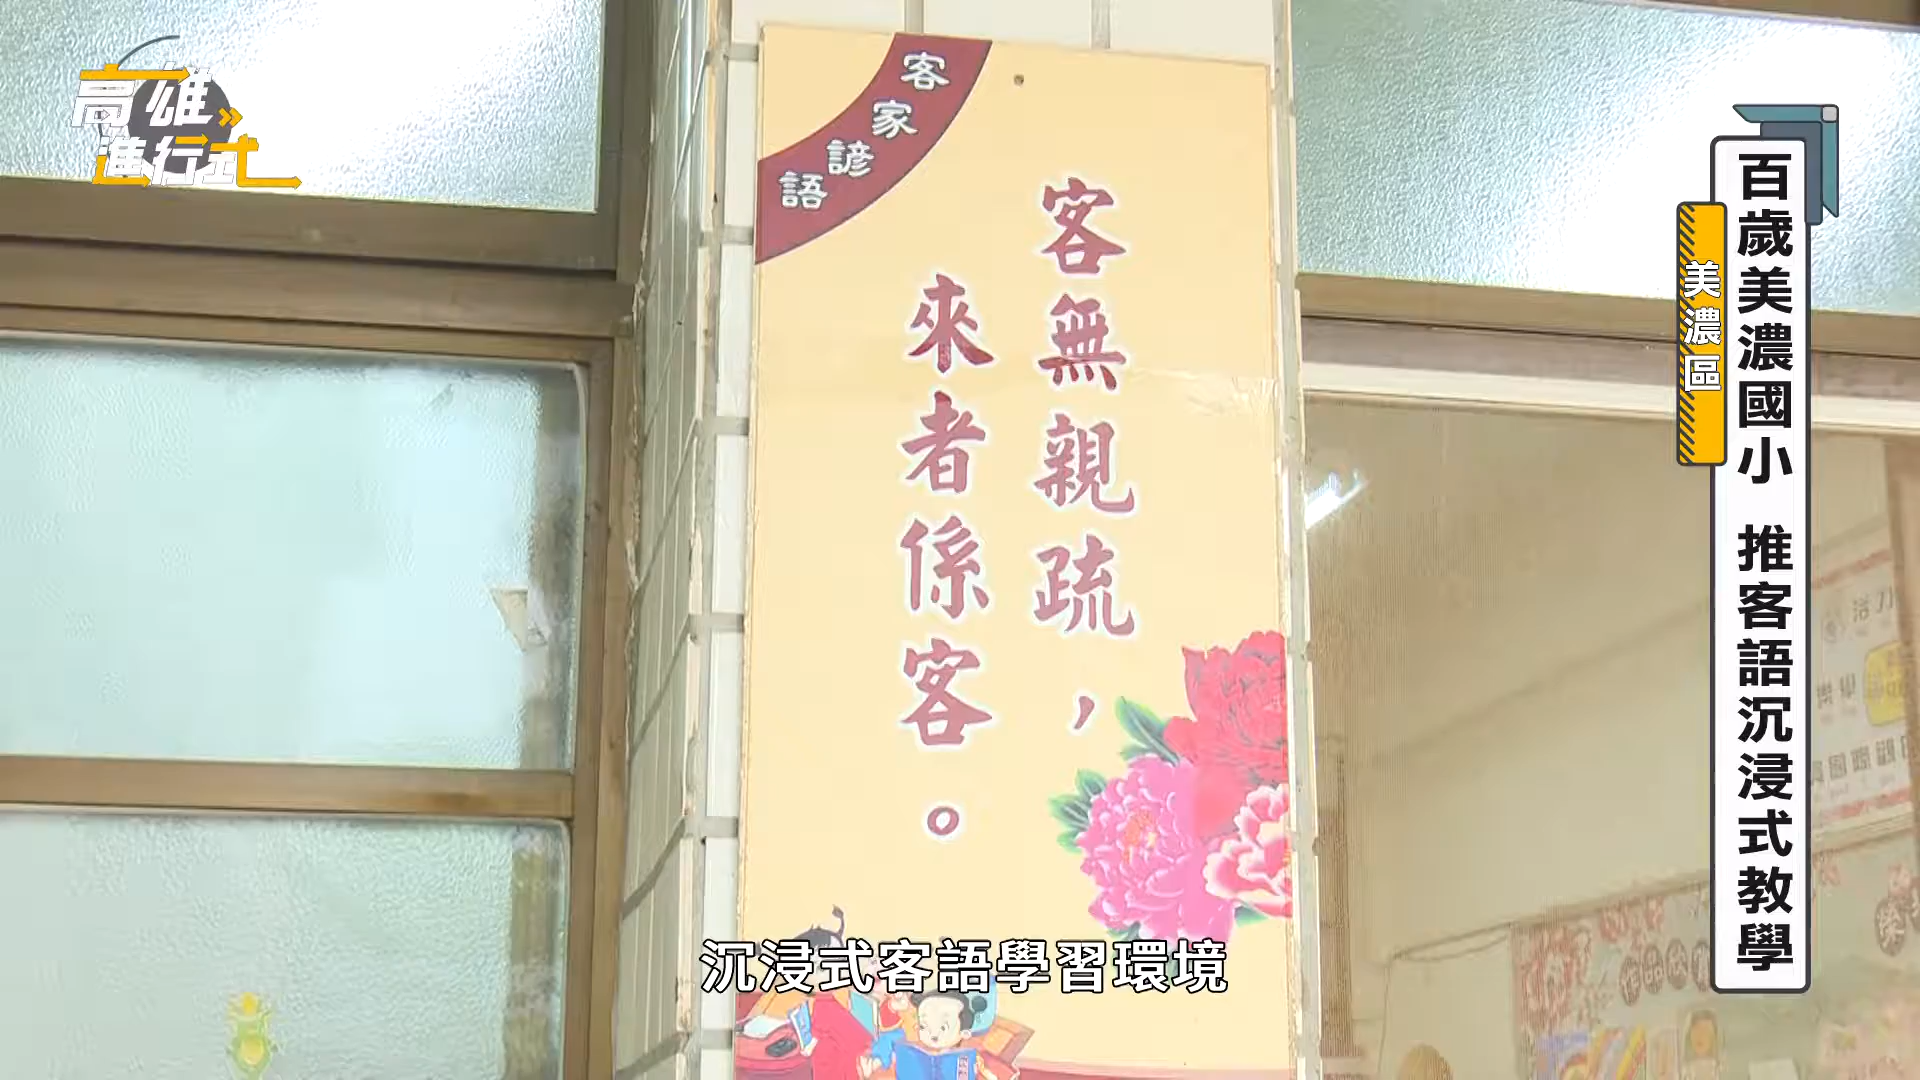 高雄
進行式
客家諺語
客無親疏，
來者係客。
百歲美濃國小 推客語沉浸式教學
美濃區
沉浸式客語學習環境